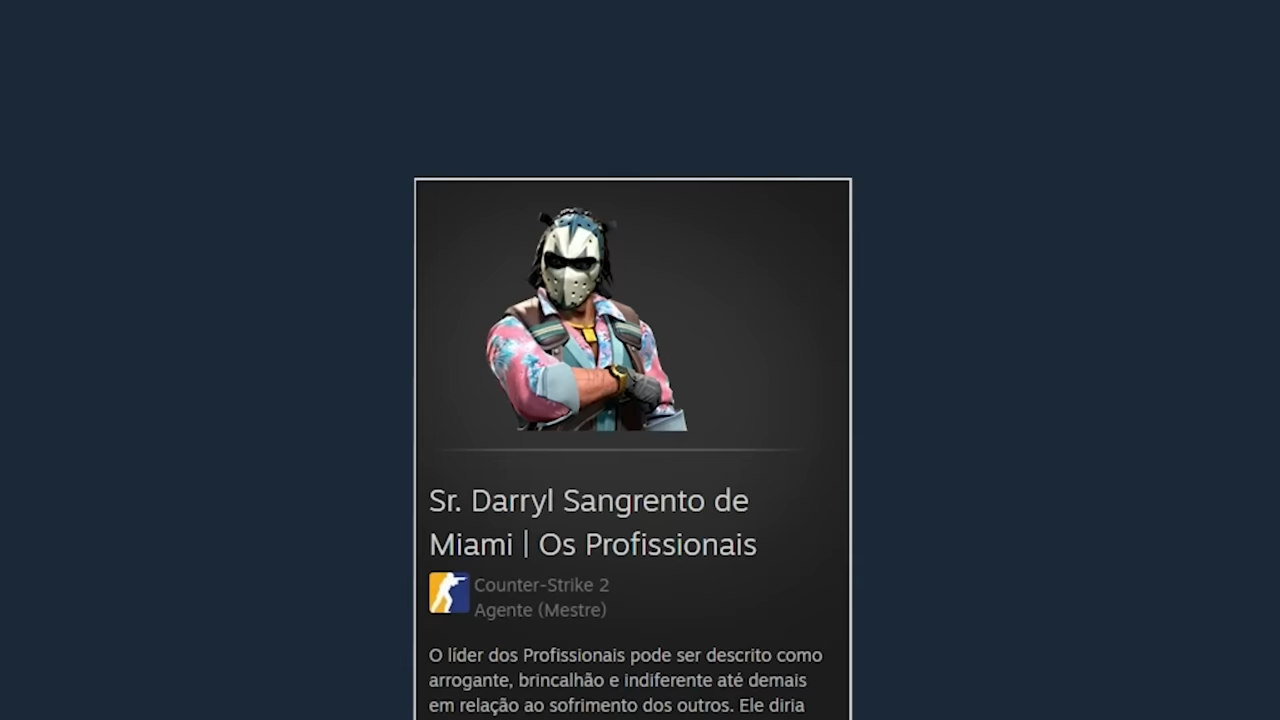 Sr. Darryl Sangrento de
Miami | Os Profissionais
Counter-Strike 2
Agente (Mestre)
O líder dos Profissionais pode ser descrito como
arrogante, brincalhão e indiferente até demais
em relação ao sofrimento dos outros. Ele diria